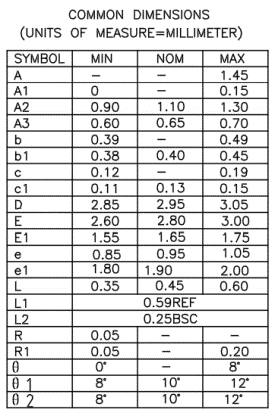 COMMON DIMENSIONS
(UNITS OF MEASURE=MILLIMETER)
SYMBOL MIN NOM MAX
A – – 1.45
A1 0 – 0.15
A2 0.90 1.10 1.30
A3 0.60 0.65 0.70
b 0.39 – 0.49
b1 0.38 0.40 0.45
c 0.12 – 0.19
c1 0.11 0.13 0.15
D 2.85 2.95 3.05
E 2.60 2.80 3.00
E1 1.55 1.65 1.75
e 0.85 0.95 1.05
e1 1.80 1.90 2.00
L 0.35 0.45 0.60
L1 0.59REF
L2 0.25BSC
R 0.05 – –
R1 0.05 – 0.20
θ 0° – 8°
θ 1 8° 10° 12°
θ 2 8° 10° 12°